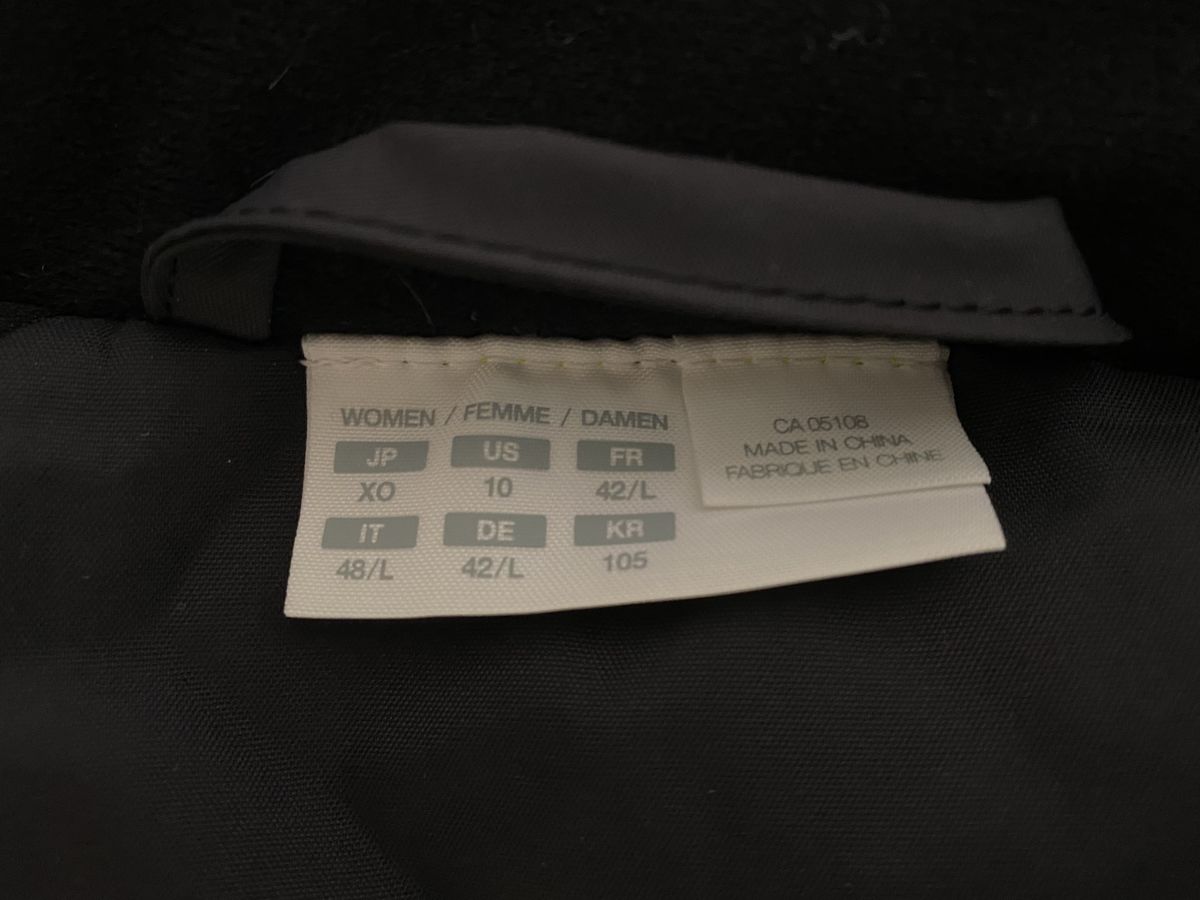 WOMEN / FEMME / DAMEN
JP US FR
XO 10 42/L
IT DE KR
48/L 42/L 105
CA 05108
MADE IN CHINA
FABRIQUE EN CHINE